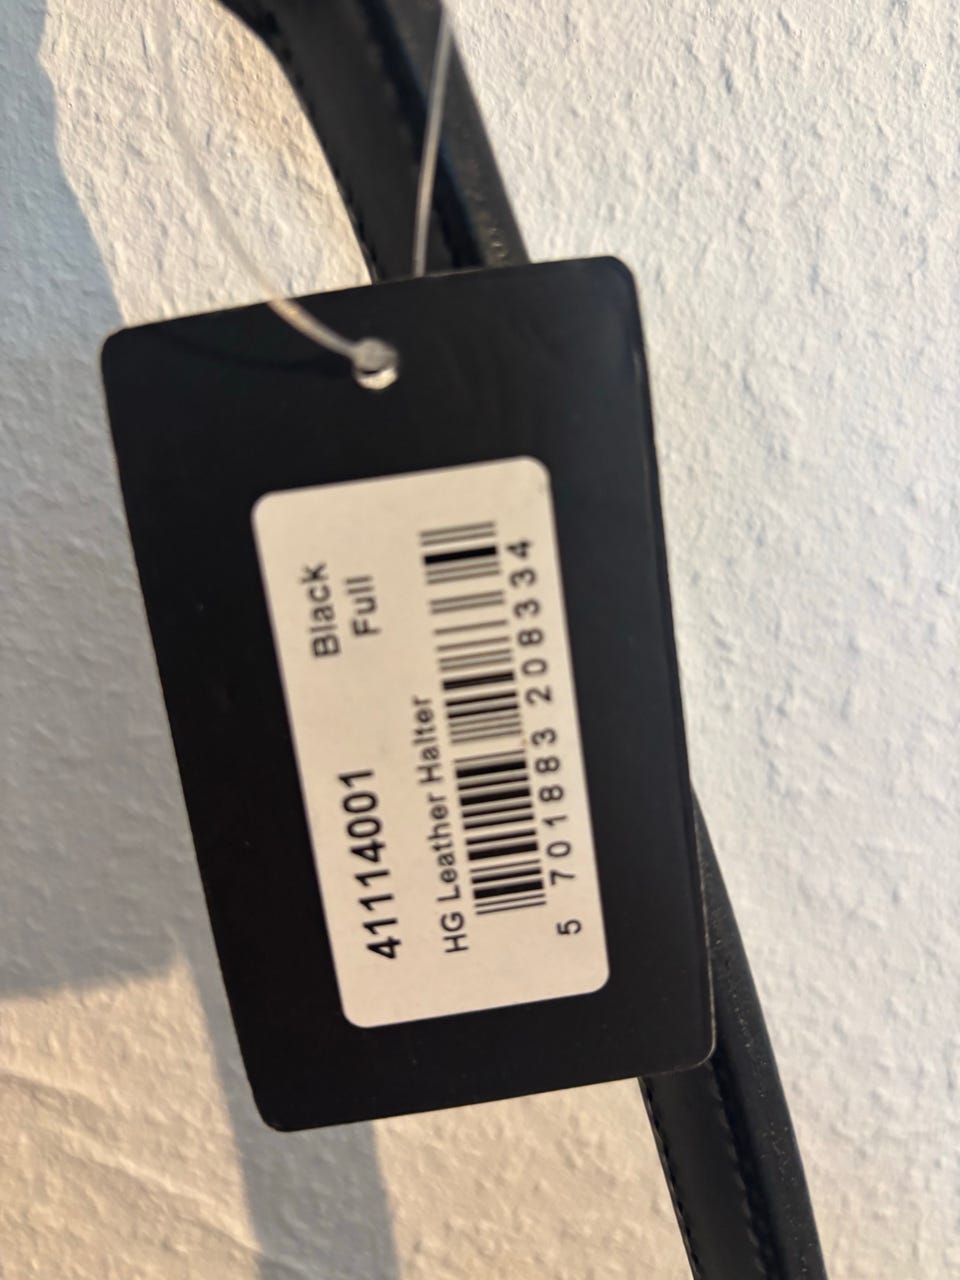 41114001 Black
Full
HG Leather Halter
5 701883 208334